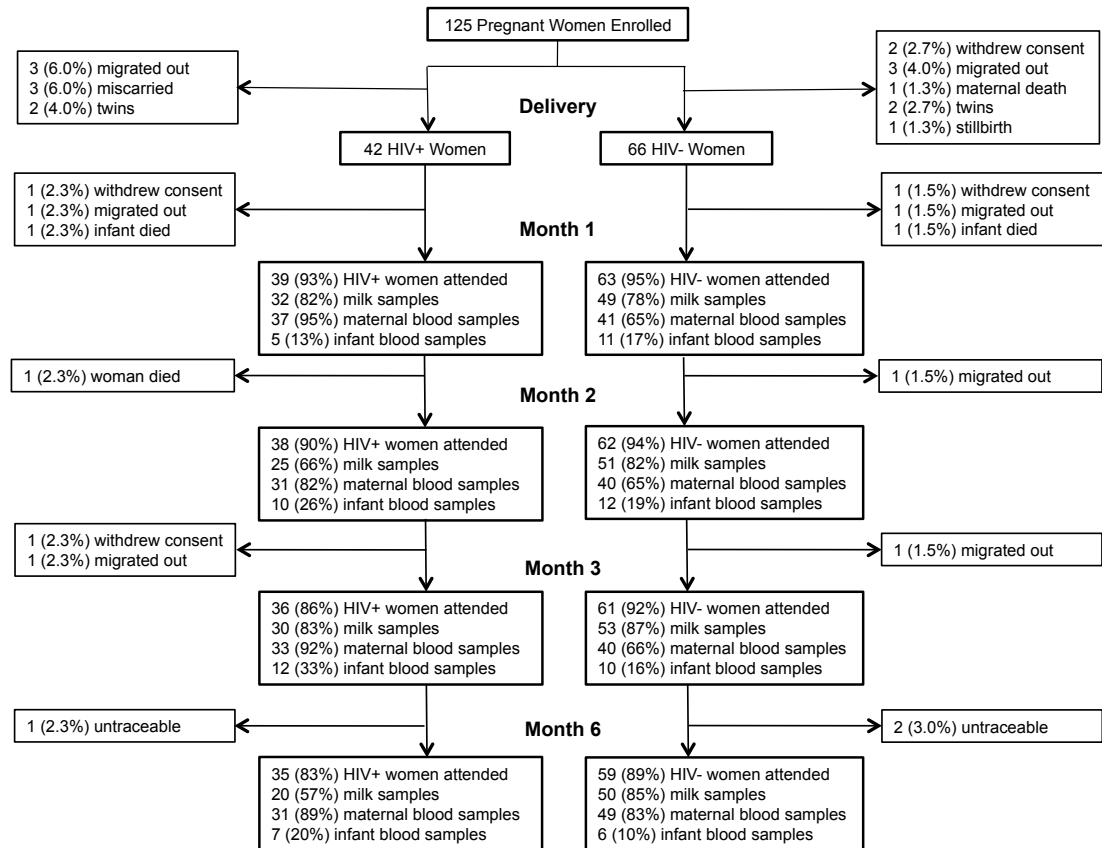 125 Pregnant Women Enrolled
3 (6.0%) migrated out
3 (6.0%) miscarried
2 (4.0%) twins
2 (2.7%) withdrew consent
3 (4.0%) migrated out
1 (1.3%) maternal death
2 (2.7%) twins
1 (1.3%) stillbirth
Delivery
42 HIV+ Women
66 HIV- Women
1 (2.3%) withdrew consent
1 (2.3%) migrated out
1 (2.3%) infant died
1 (1.5%) withdrew consent
1 (1.5%) migrated out
1 (1.5%) infant died
Month 1
39 (93%) HIV+ women attended
32 (82%) milk samples
37 (95%) maternal blood samples
5 (13%) infant blood samples
63 (95%) HIV- women attended
49 (78%) milk samples
41 (65%) maternal blood samples
11 (17%) infant blood samples
1 (2.3%) woman died
1 (1.5%) migrated out
Month 2
38 (90%) HIV+ women attended
25 (66%) milk samples
31 (82%) maternal blood samples
10 (26%) infant blood samples
62 (94%) HIV- women attended
51 (82%) milk samples
40 (65%) maternal blood samples
12 (19%) infant blood samples
1 (2.3%) withdrew consent
1 (2.3%) migrated out
1 (1.5%) migrated out
Month 3
36 (86%) HIV+ women attended
30 (83%) milk samples
33 (92%) maternal blood samples
12 (33%) infant blood samples
61 (92%) HIV- women attended
53 (87%) milk samples
40 (66%) maternal blood samples
10 (16%) infant blood samples
1 (2.3%) untraceable
2 (3.0%) untraceable
Month 6
35 (83%) HIV+ women attended
20 (57%) milk samples
31 (89%) maternal blood samples
7 (20%) infant blood samples
59 (89%) HIV- women attended
50 (85%) milk samples
49 (83%) maternal blood samples
6 (10%) infant blood samples